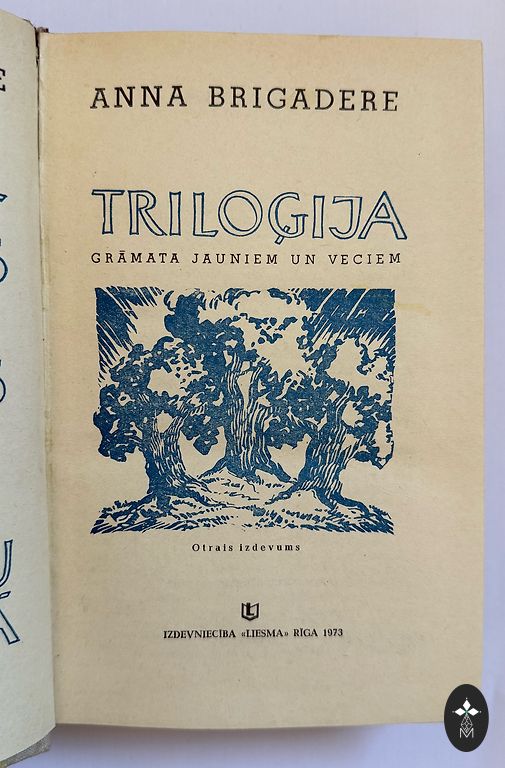 ANNA BRIGADERE
TRILOĢIJA
GRĀMATA JAUNIEM UN VECIEM
Otrais izdevums
IZDEVNIECĪBA «LIESMA» RĪGA 1973